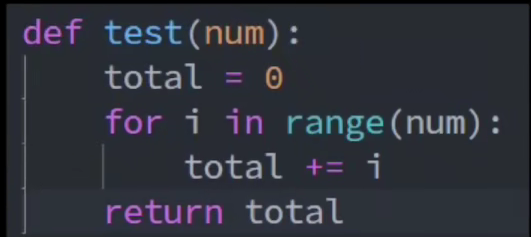 def test(num):
    total = 0
    for i in range(num):
        total += i
    return total